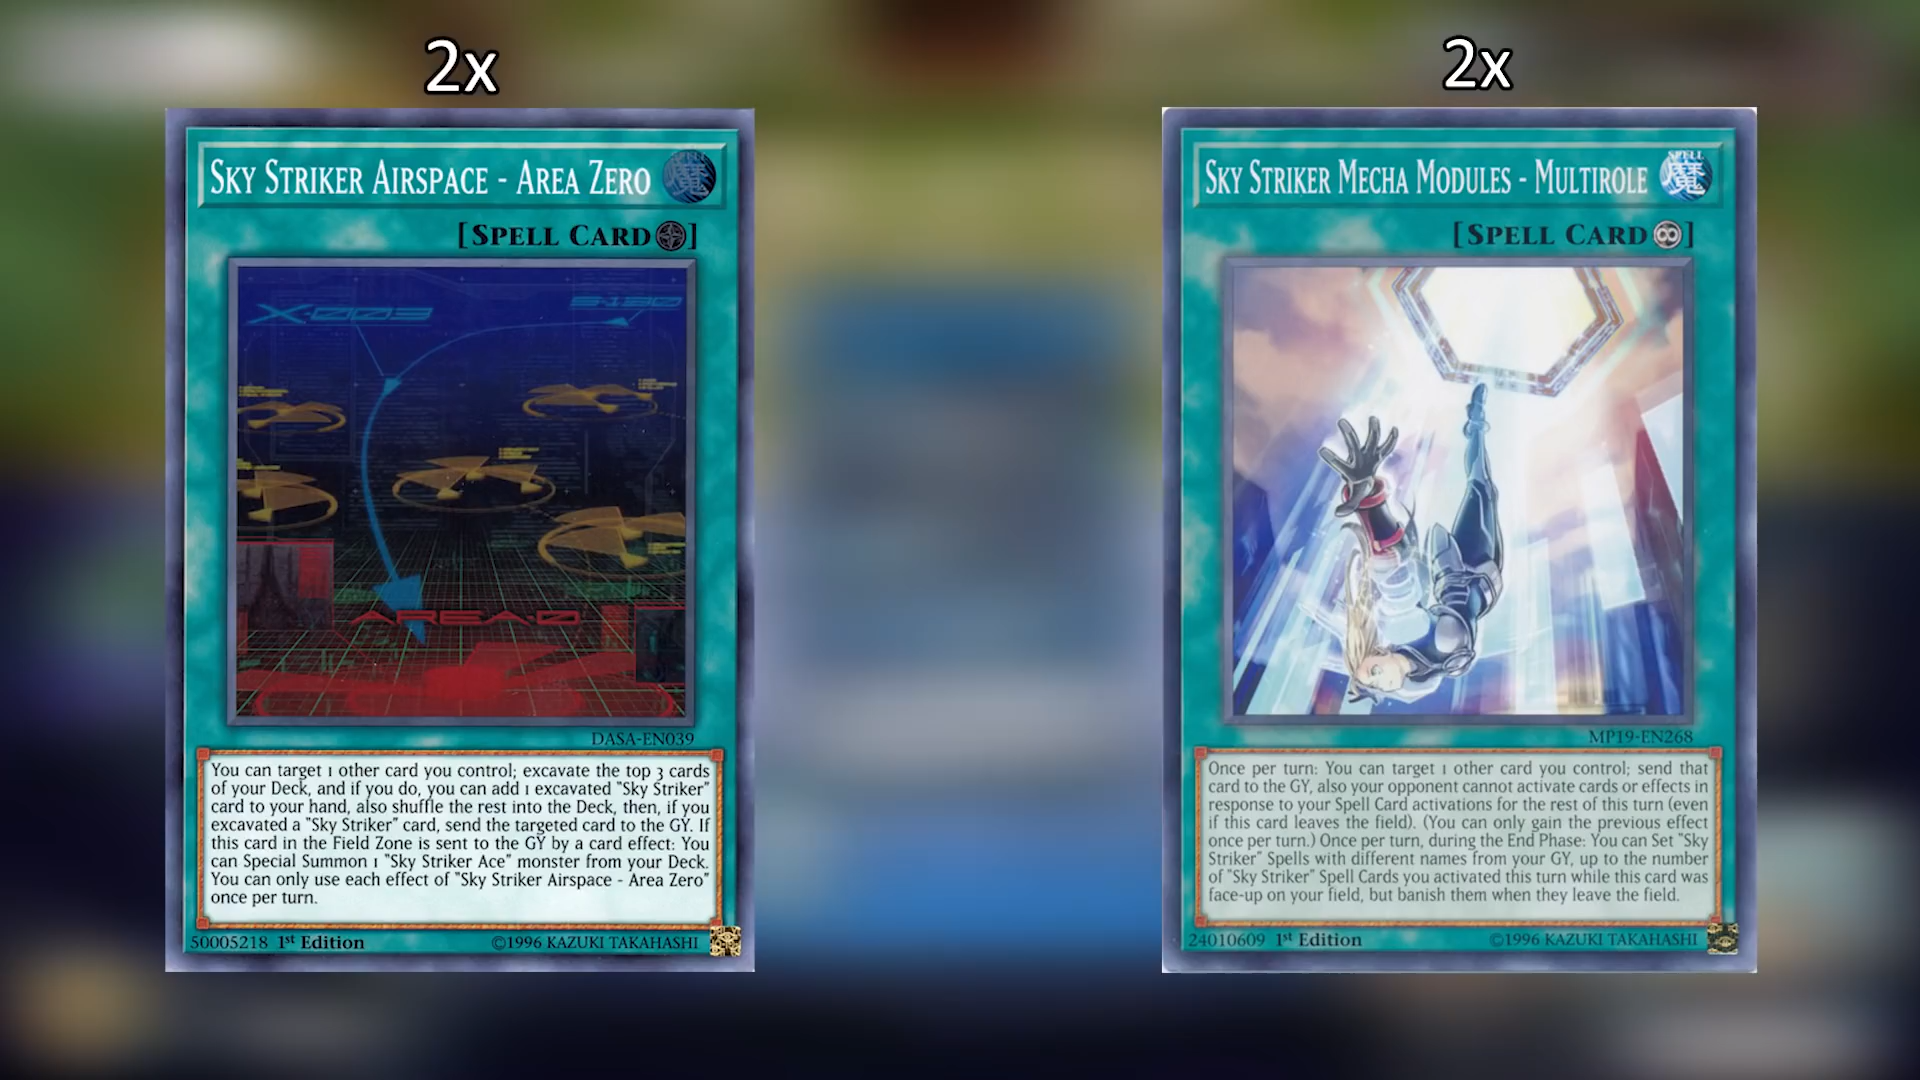 2x
SKY STRIKER AIRSPACE - AREA ZERO
[SPELL CARD]
X-003
S-130
AREA-0
DASA-EN039
You can target 1 other card you control; excavate the top 3 cards
of your Deck, and if you do, you can add 1 excavated "Sky Striker"
card to your hand, also shuffle the rest into the Deck, then, if you
excavated a "Sky Striker" card, send the targeted card to the GY. If
this card in the Field Zone is sent to the GY by a card effect: You
can Special Summon 1 "Sky Striker Ace" monster from your Deck.
You can only use each effect of "Sky Striker Airspace - Area Zero"
once per turn.
50005218 1st Edition ©1996 KAZUKI TAKAHASHI
2x
SKY STRIKER MECHA MODULES - MULTIROLE
SPELL
魔
[SPELL CARD]
MP19-EN268
Once per turn: You can target 1 other card you control; send that
card to the GY, also your opponent cannot activate cards or effects in
response to your Spell Card activations for the rest of this turn (even
if this card leaves the field). (You can only gain the previous effect
once per turn.) Once per turn, during the End Phase: You can Set "Sky
Striker" Spells with different names from your GY, up to the number
of "Sky Striker" Spell Cards you activated this turn while this card was
face-up on your field, but banish them when they leave the field.
24010609 1st Edition ©1996 KAZUKI TAKAHASHI